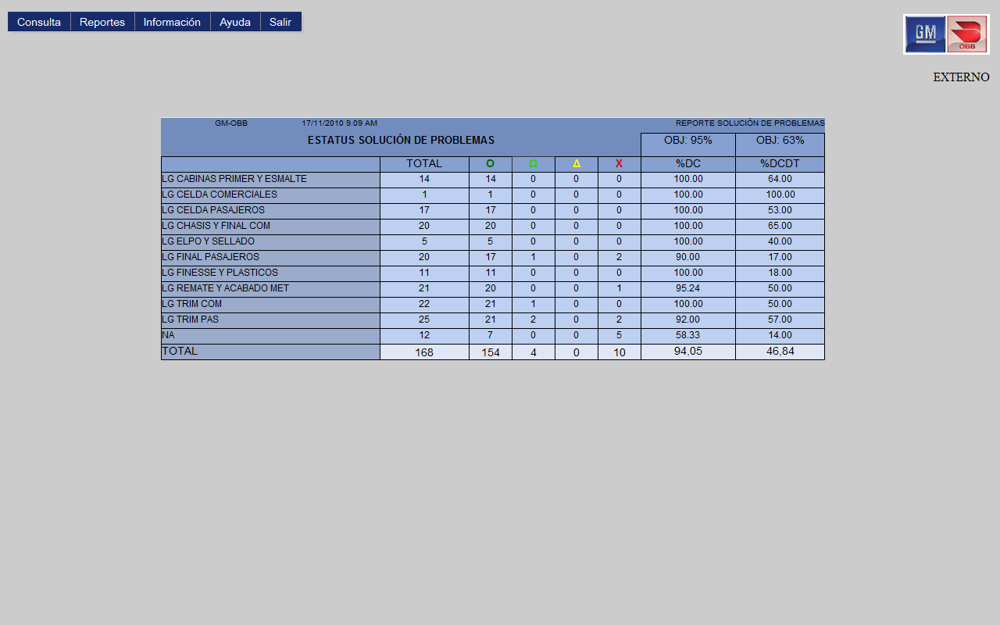 Consulta Reportes Información Ayuda Salir
GM OBB
EXTERNO
GM-OBB 17/11/2010 9.09 AM REPORTE SOLUCIÓN DE PROBLEMAS
ESTATUS SOLUCIÓN DE PROBLEMAS OBJ: 95% OBJ: 63%
TOTAL O Ω Δ X %DC %DCDT
LG CABINAS PRIMER Y ESMALTE 14 14 0 0 0 100.00 64.00
LG CELDA COMERCIALES 1 1 0 0 0 100.00 100.00
LG CELDA PASAJEROS 17 17 0 0 0 100.00 53.00
LG CHASIS Y FINAL COM 20 20 0 0 0 100.00 65.00
LG ELPO Y SELLADO 5 5 0 0 0 100.00 40.00
LG FINAL PASAJEROS 20 17 1 0 2 90.00 17.00
LG FINESSE Y PLASTICOS 11 11 0 0 0 100.00 18.00
LG REMATE Y ACABADO MET 21 20 0 0 1 95.24 50.00
LG TRIM COM 22 21 1 0 0 100.00 50.00
LG TRIM PAS 25 21 2 0 2 92.00 57.00
NA 12 7 0 0 5 58.33 14.00
TOTAL 168 154 4 0 10 94,05 46,84